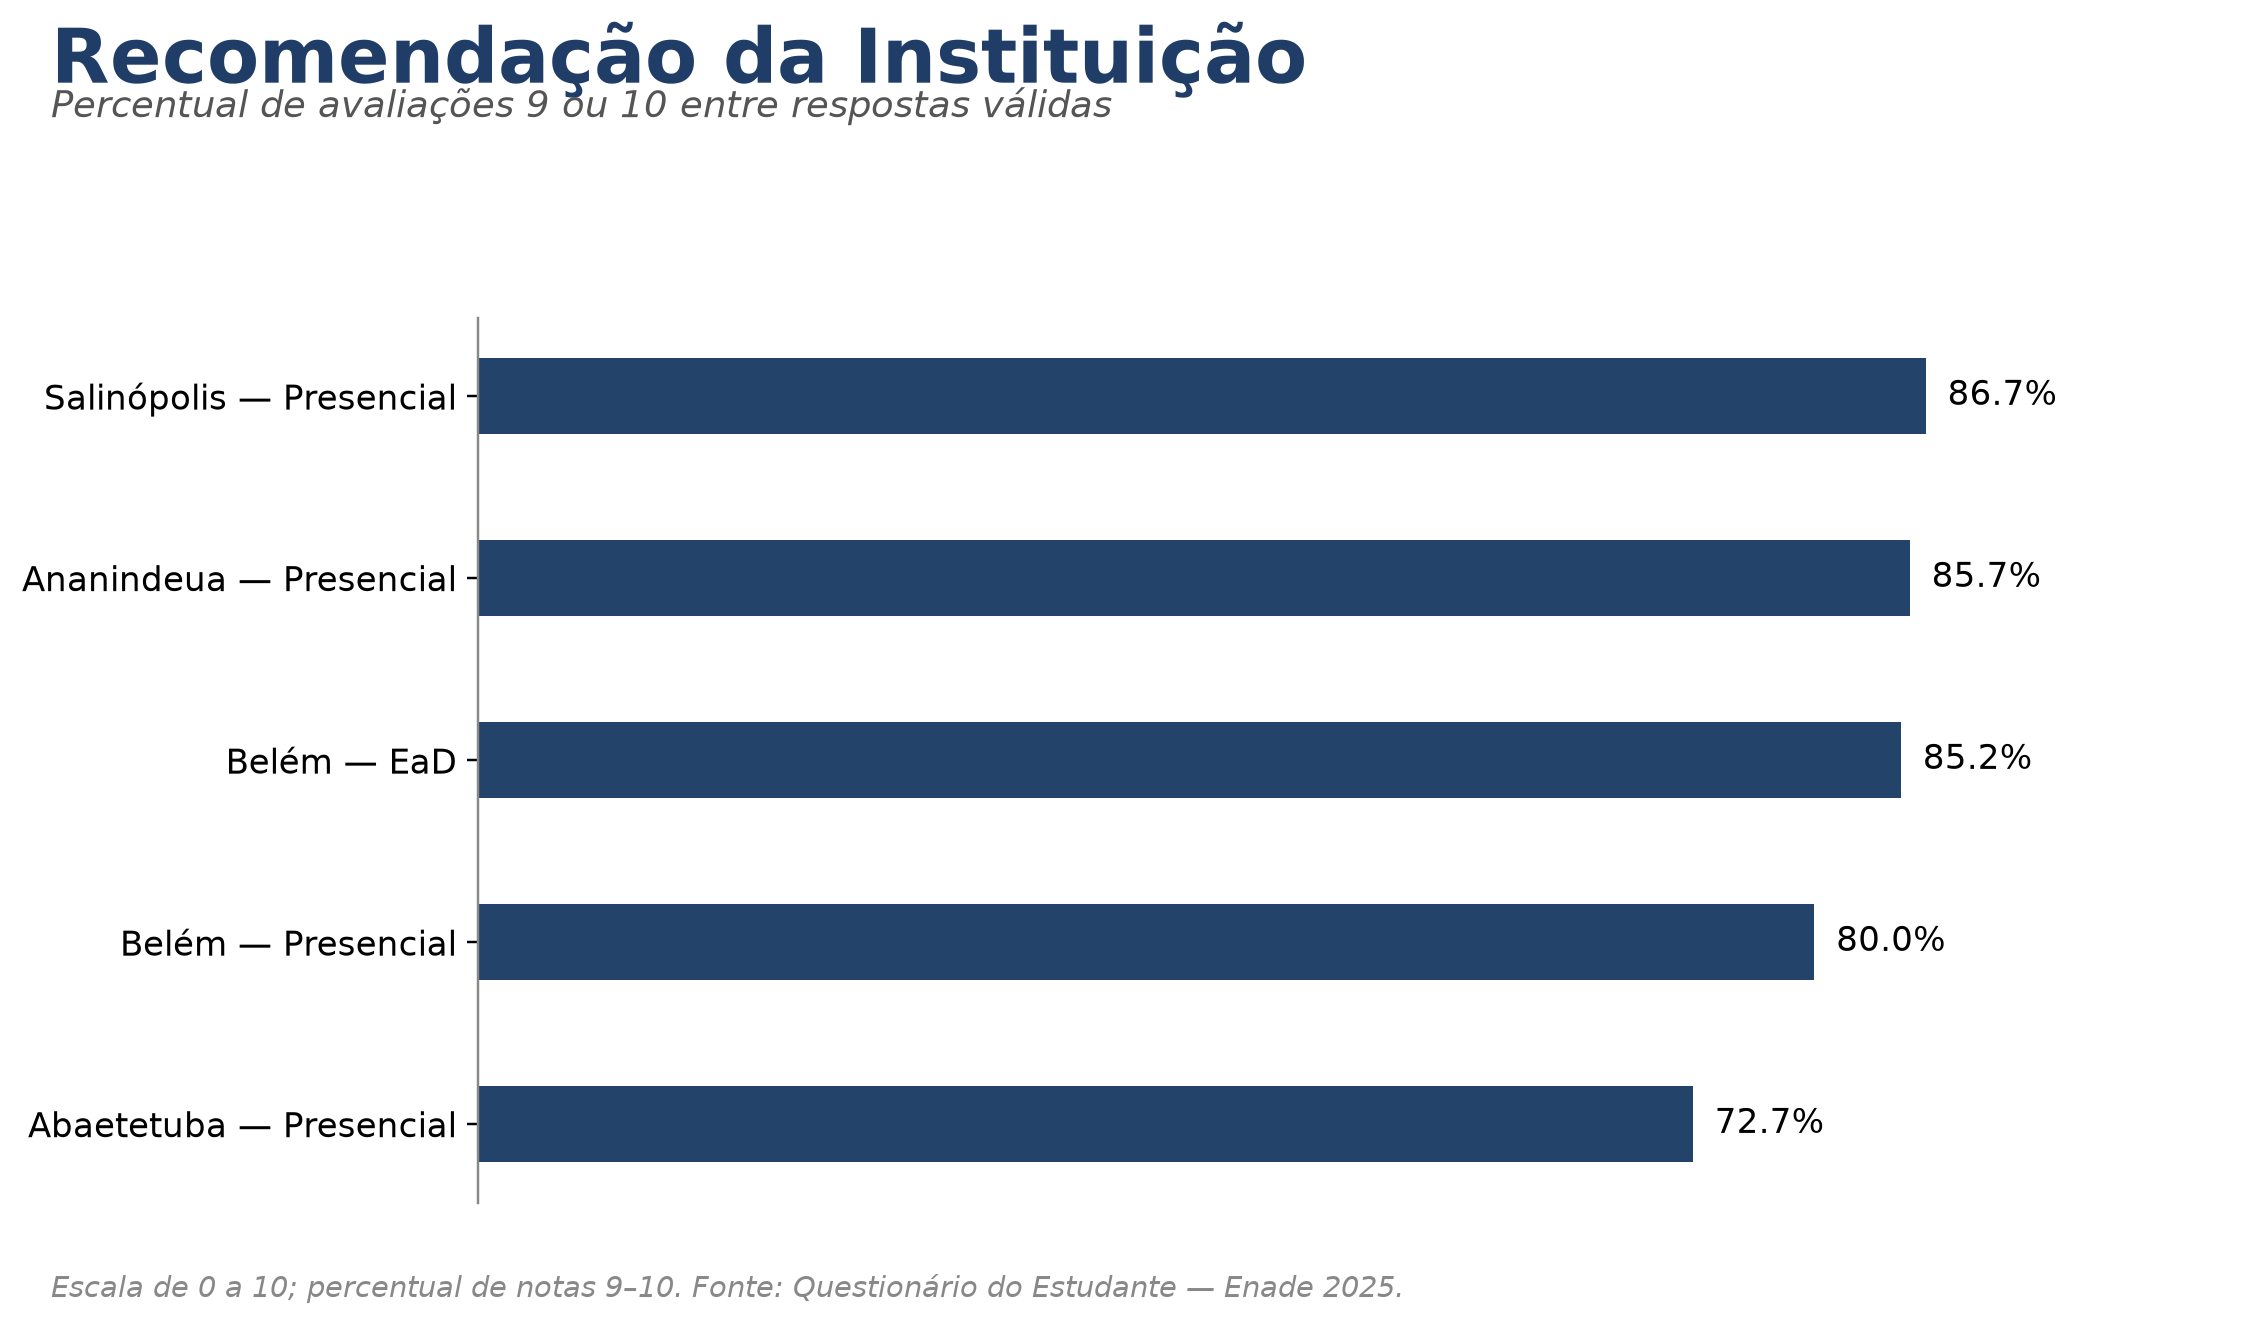 Recomendação da Instituição
Percentual de avaliações 9 ou 10 entre respostas válidas
Salinópolis — Presencial 86.7%
Ananindeua — Presencial 85.7%
Belém — EaD 85.2%
Belém — Presencial 80.0%
Abaetetuba — Presencial 72.7%
Escala de 0 a 10; percentual de notas 9–10. Fonte: Questionário do Estudante — Enade 2025.